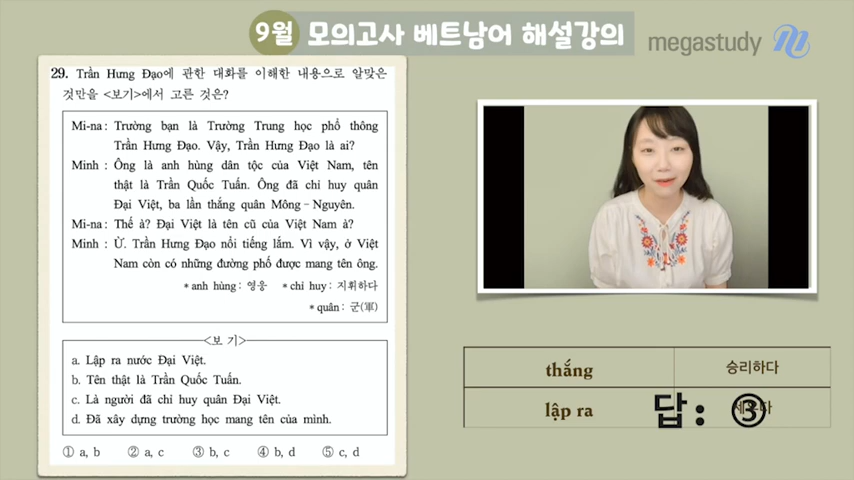 9월 모의고사 베트남어 해설강의
megastudy
29. Trần Hưng Đạo에 관한 대화를 이해한 내용으로 알맞은
것만을 <보기>에서 고른 것은?
Mi-na : Trường bạn là Trường Trung học phổ thông
Trần Hưng Đạo. Vậy, Trần Hưng Đạo là ai?
Minh : Ông là anh hùng dân tộc của Việt Nam, tên
thật là Trần Quốc Tuấn. Ông đã chỉ huy quân
Đại Việt, ba lần thắng quân Mông - Nguyên.
Mi-na : Thế à? Đại Việt là tên cũ của Việt Nam à?
Minh : Ừ. Trần Hưng Đạo nổi tiếng lắm. Vì vậy, ở Việt
Nam còn có những đường phố được mang tên ông.
* anh hùng : 영웅 * chỉ huy : 지휘하다
* quân : 군(軍)
<보 기>
a. Lập ra nước Đại Việt.
b. Tên thật là Trần Quốc Tuấn.
c. Là người đã chỉ huy quân Đại Việt.
d. Đã xây dựng trường học mang tên của mình.
① a, b ② a, c ③ b, c ④ b, d ⑤ c, d
thắng 승리하다
lập ra
답: ③